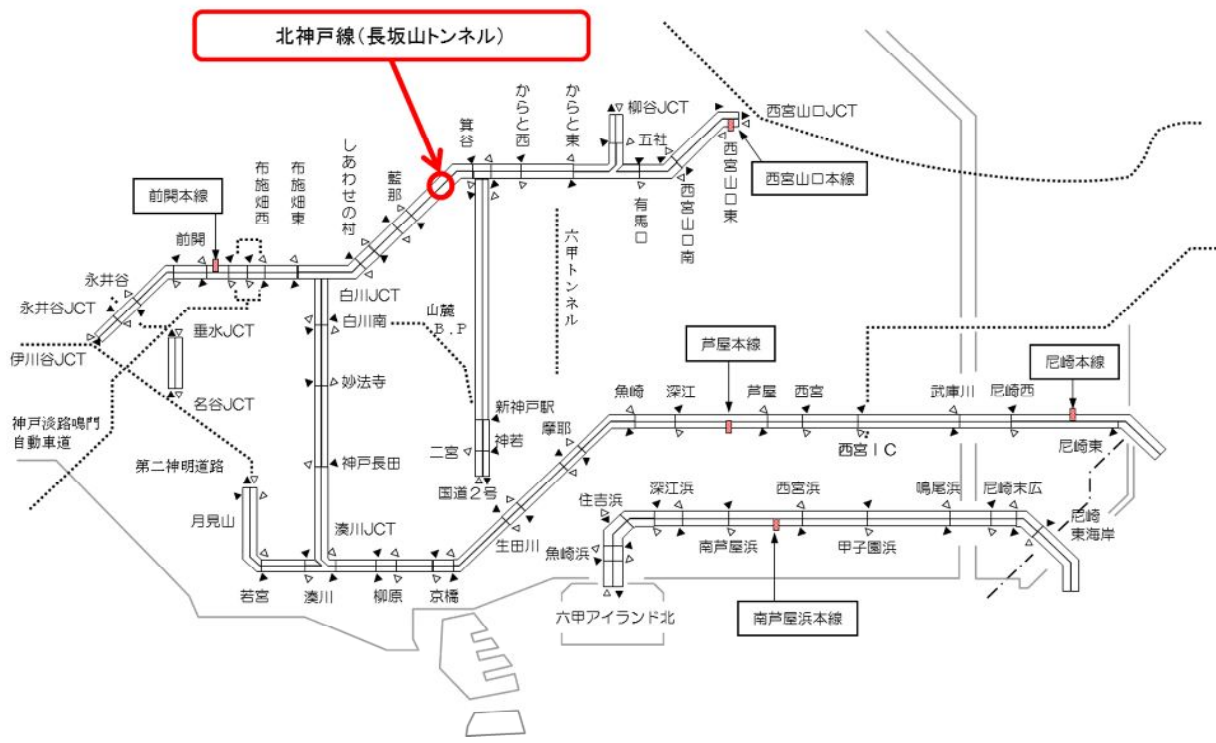 北神戸線(長坂山トンネル)
からと西
からと東
柳谷JCT
西宮山口JCT
箕谷
五社
しあわせの村
藍那
西宮山口東
西宮山口本線
布施畑西
布施畑東
前開本線
有馬口
西宮山口南
前開
六甲トンネル
永井谷
永井谷JCT
白川JCT
山麓
B.P
白川南
垂水JCT
伊川谷JCT
芦屋本線
尼崎本線
妙法寺
魚崎
深江
芦屋
西宮
武庫川
尼崎西
名谷JCT
新神戸駅
神戸淡路鳴門
自動車道
摩耶
神若
二宮
西宮IC
尼崎東
第二神明道路
神戸長田
国道2号
住吉浜
深江浜
西宮浜
鳴尾浜
尼崎末広
月見山
湊川JCT
生田川
尼崎
東海岸
魚崎浜
南芦屋浜
甲子園浜
若宮
湊川
柳原
京橋
六甲アイランド北
南芦屋浜本線